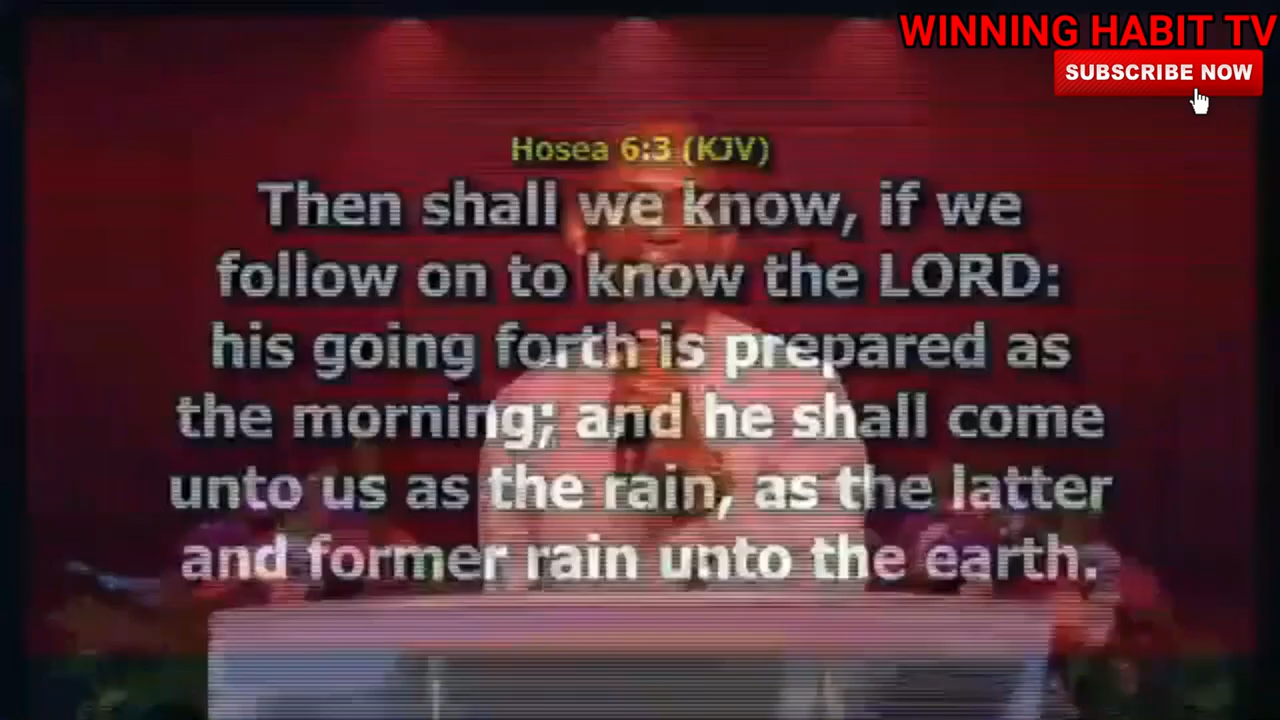 WINNING HABIT TV
SUBSCRIBE NOW
Hosea 6:3 (KJV)
Then shall we know, if we
follow on to know the LORD:
his going forth is prepared as
the morning; and he shall come
unto us as the rain, as the latter
and former rain unto the earth.